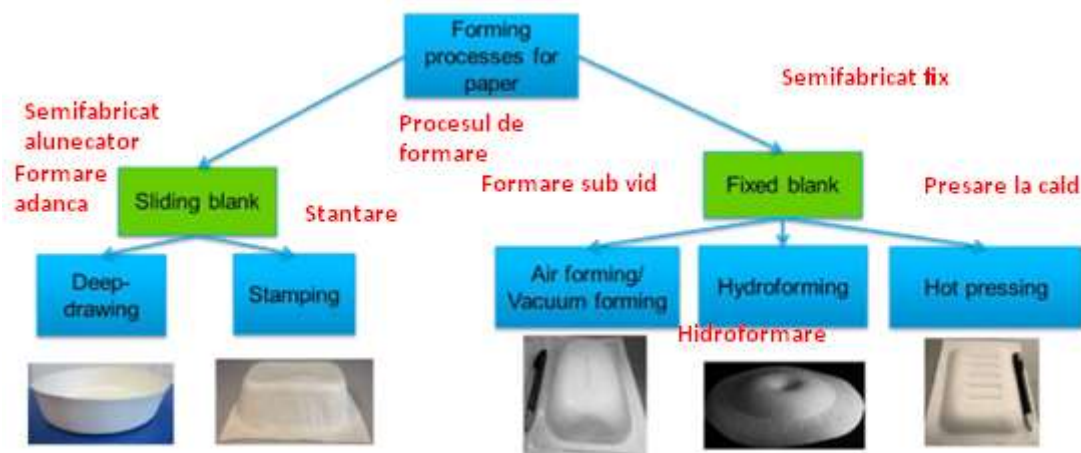 Forming
processes for
paper
Semifabricat fix
Semifabricat
alunecator
Procesul de
formare
Formare
adanca
Sliding blank
Stantare
Formare sub vid
Fixed blank
Presare la cald
Deep-
drawing
Stamping
Air forming/
Vacuum forming
Hydroforming
Hot pressing
Hidroformare